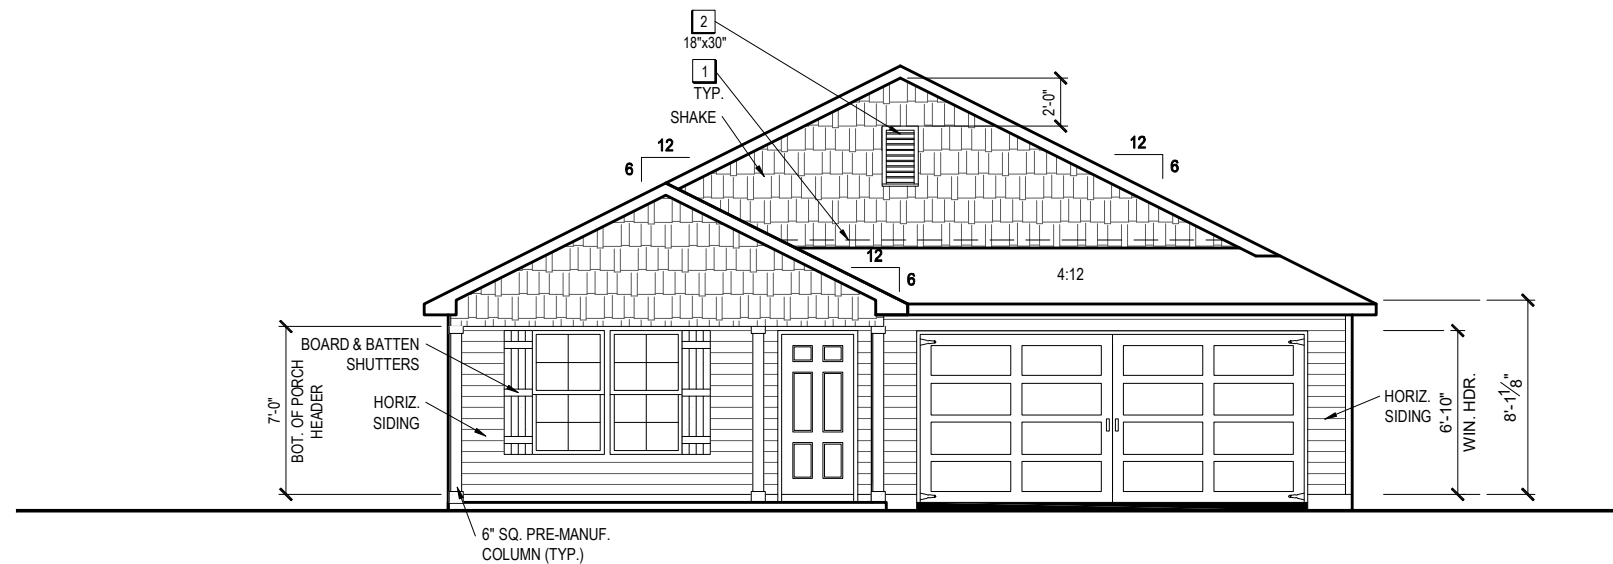 2
18"x30"
1
TYP.
SHAKE
2'-0"
12
6
12
6
12
6
4:12
BOARD & BATTEN
SHUTTERS
HORIZ.
SIDING
7'-0"
BOT. OF PORCH
HEADER
HORIZ.
SIDING
6'-10"
WIN. HDR.
8'-1 1/8"
6" SQ. PRE-MANUF.
COLUMN (TYP.)